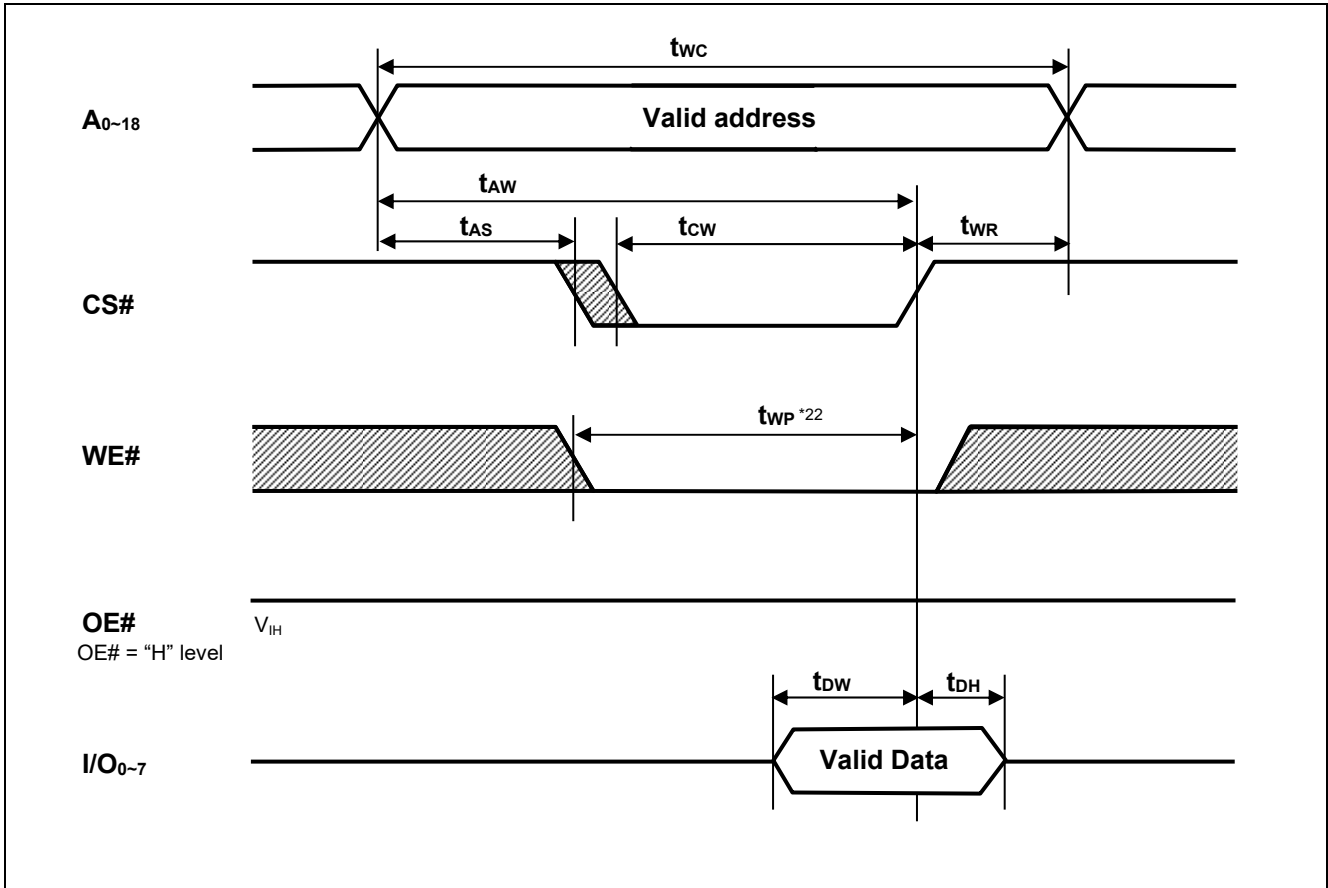 tWC
A0~18
Valid address
tAW
tAS
tCW
tWR
CS#
tWP *22
WE#
OE#
VIH
OE# = “H” level
tDW
tDH
I/O0~7
Valid Data